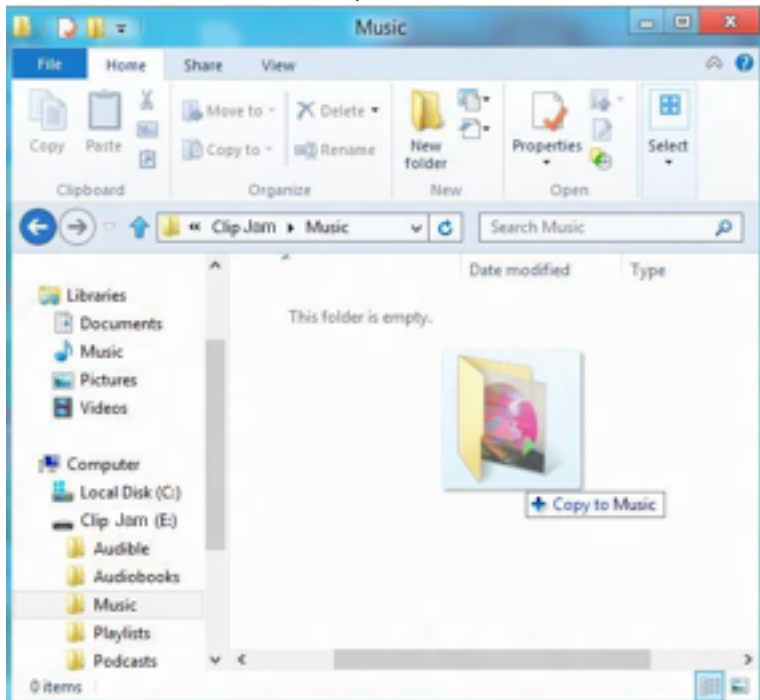 Music
File Home Share View
Copy Paste
Move to Delete
Copy to Rename
New folder
Properties
Select
Clipboard Organize New Open
« Clip Jam Music
Search Music
Date modified Type
This folder is empty.
Copy to Music
Libraries
Documents
Music
Pictures
Videos
Computer
Local Disk (C:)
Clip Jam (E:)
Audible
Audiobooks
Music
Playlists
Podcasts
0 items